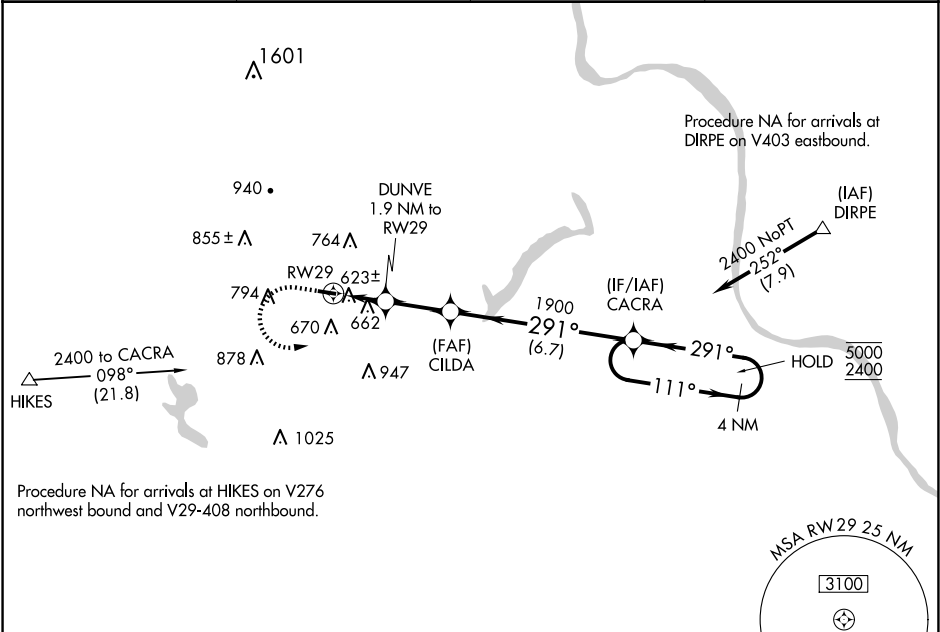 1601
Procedure NA for arrivals at
DIRPE on V403 eastbound.
940
DUNVE
1.9 NM to
RW29
(IAF)
DIRPE
855±
764
2400 NoPT
252°
(7.9)
RW29
623±
(IF/IAF)
CACRA
794
1900
291°
(6.7)
670
662
291°
2400 to CACRA
098°
(21.8)
878
(FAF)
CILDA
HOLD
5000
2400
HIKES
947
111°
4 NM
1025
Procedure NA for arrivals at HIKES on V276
northwest bound and V29-408 northbound.
MSA RW29 25 NM
3100